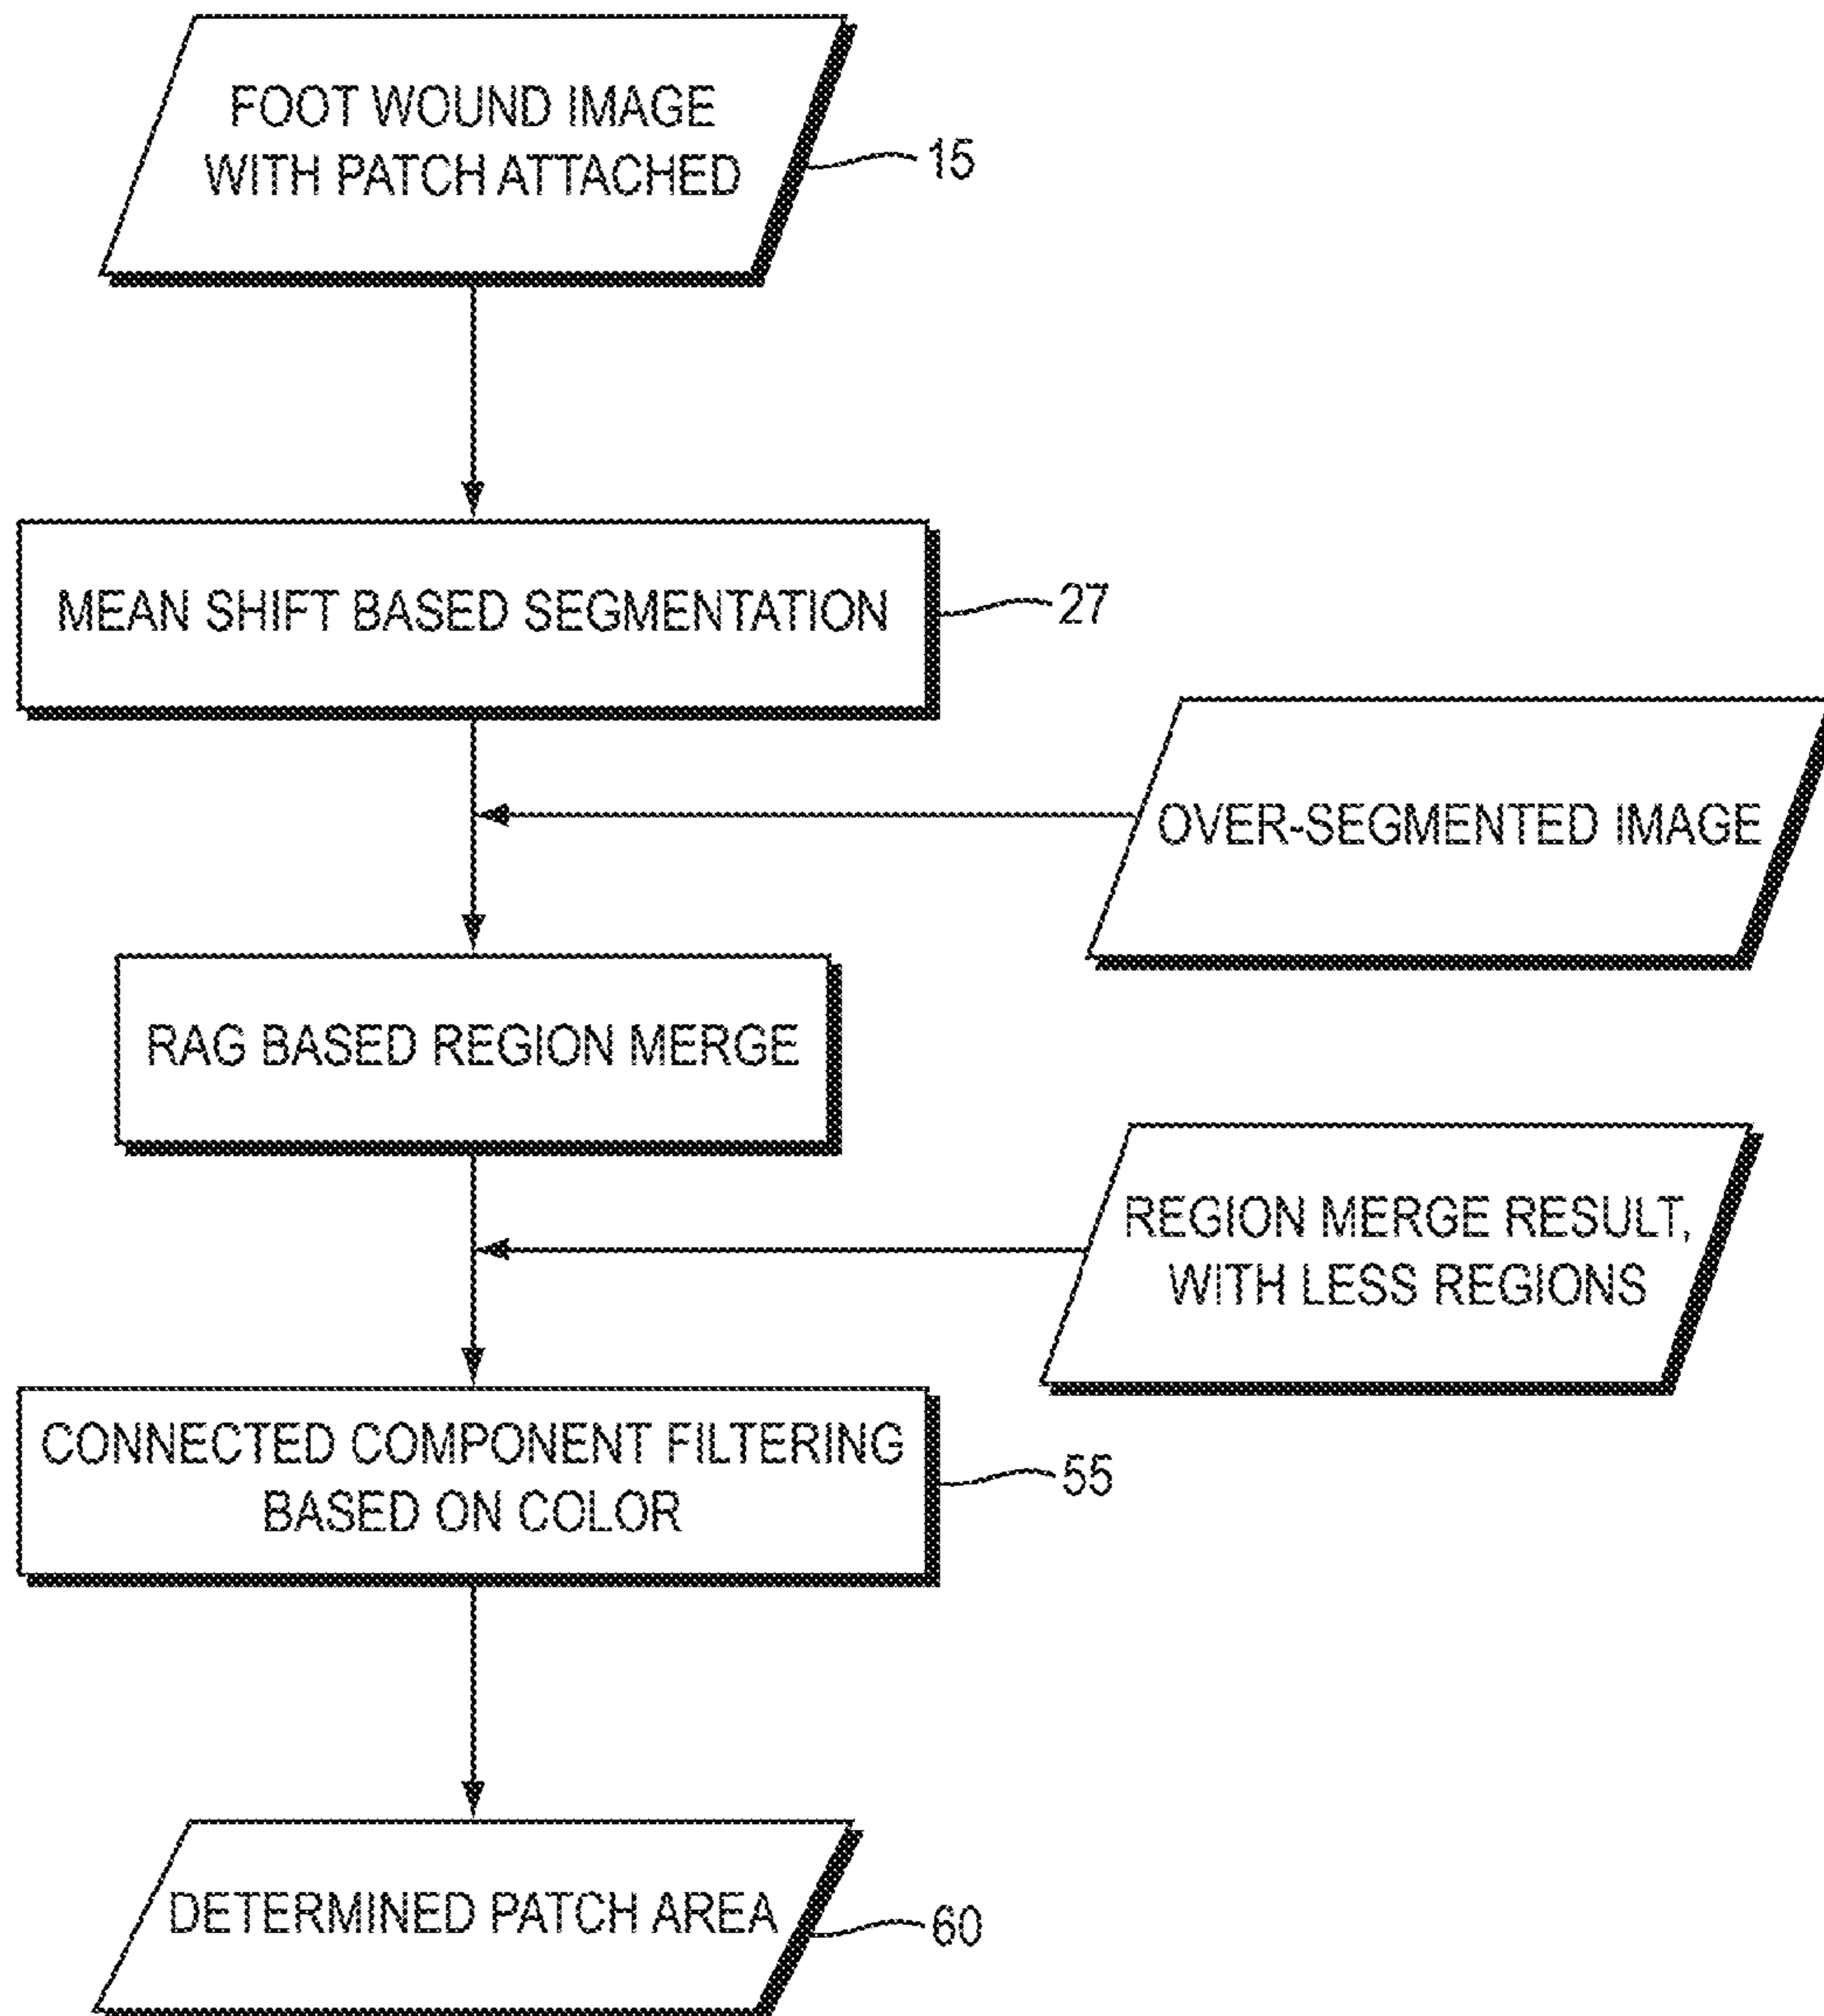 FOOT WOUND IMAGE
WITH PATCH ATTACHED
15
MEAN SHIFT BASED SEGMENTATION
27
OVER-SEGMENTED IMAGE
RAG BASED REGION MERGE
REGION MERGE RESULT,
WITH LESS REGIONS
CONNECTED COMPONENT FILTERING
BASED ON COLOR
55
DETERMINED PATCH AREA
60